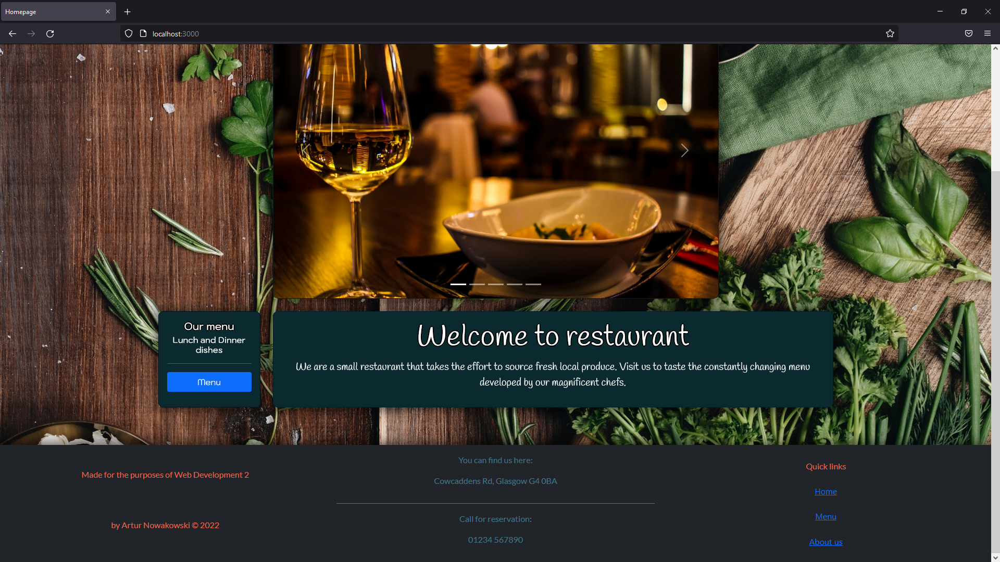 Homepage
localhost:3000
Our menu
Lunch and Dinner
dishes
Menu
Welcome to restaurant
We are a small restaurant that takes the effort to source fresh local produce. Visit us to taste the constantly changing menu
developed by our magnificent chefs.
Made for the purposes of Web Development 2
by Artur Nowakowski © 2022
You can find us here:
Cowcaddens Rd, Glasgow G4 0BA
Call for reservation:
01234 567890
Quick links
Home
Menu
About us